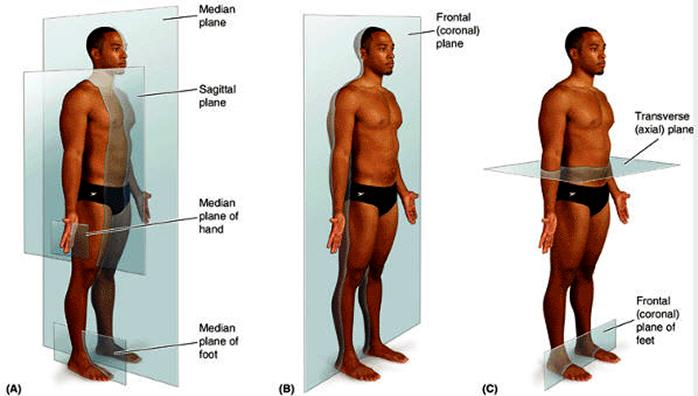 Median
plane
Sagittal
plane
Median
plane of
hand
Median
plane of
foot
(A)
Frontal
(coronal)
plane
(B)
Transverse
(axial) plane
Frontal
(coronal)
plane of
feet
(C)